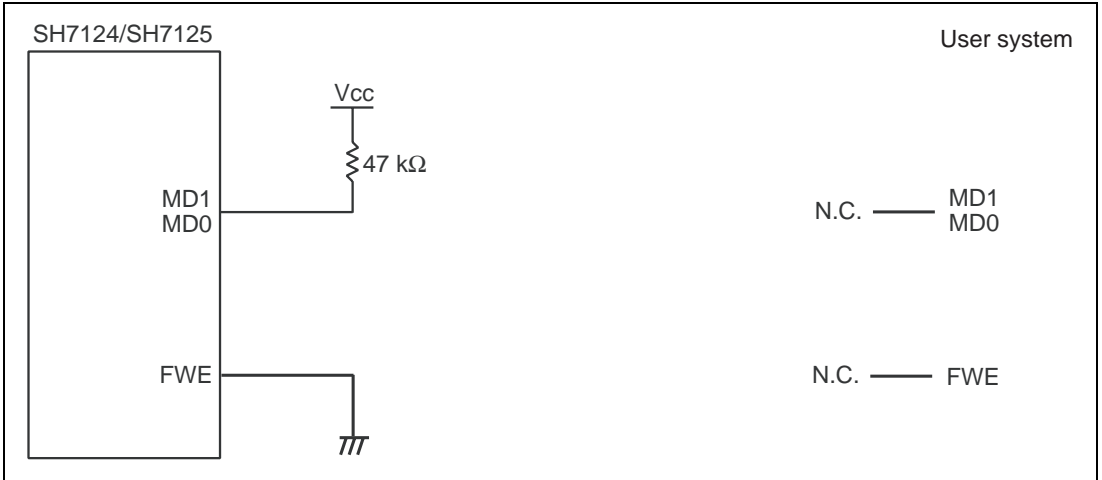 SH7124/SH7125
User system
Vcc
47 kΩ
MD1
MD0
N.C.
MD1
MD0
FWE
N.C.
FWE